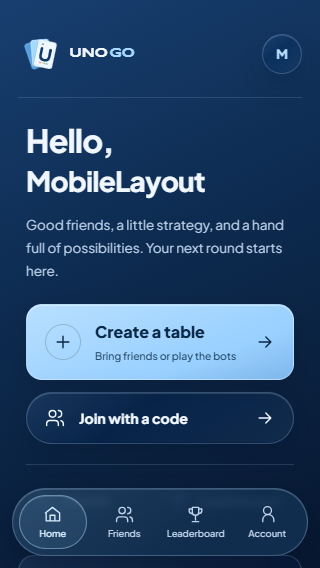 U
UNO GO
M
Hello,
MobileLayout
Good friends, a little strategy, and a hand
full of possibilities. Your next round starts
here.
Create a table
Bring friends or play the bots
Join with a code
Home
Friends
Leaderboard
Account